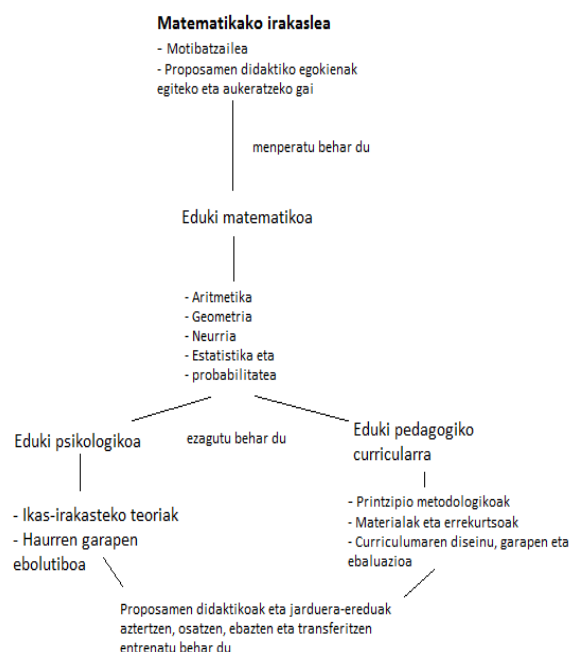 Matematikako irakaslea
- Motibatzailea
- Proposamen didaktiko egokienak
egiteko eta aukeratzeko gai
menperatu behar du
Eduki matematikoa
- Aritmetika
- Geometria
- Neurria
- Estatistika eta
- probabilitatea
Eduki psikologikoa
ezagutu behar du
Eduki pedagogiko
curricularra
- Ikas-irakasteko teoriak
- Haurren garapen
ebolutiboa
- Printzipio metodologikoak
- Materialak eta errekurtsoak
- Curriculumaren diseinu, garapen eta
ebaluazioa
Proposamen didaktikoak eta jarduera-ereduak
aztertzen, osatzen, ebazten eta transferitzen
entrenatu behar du